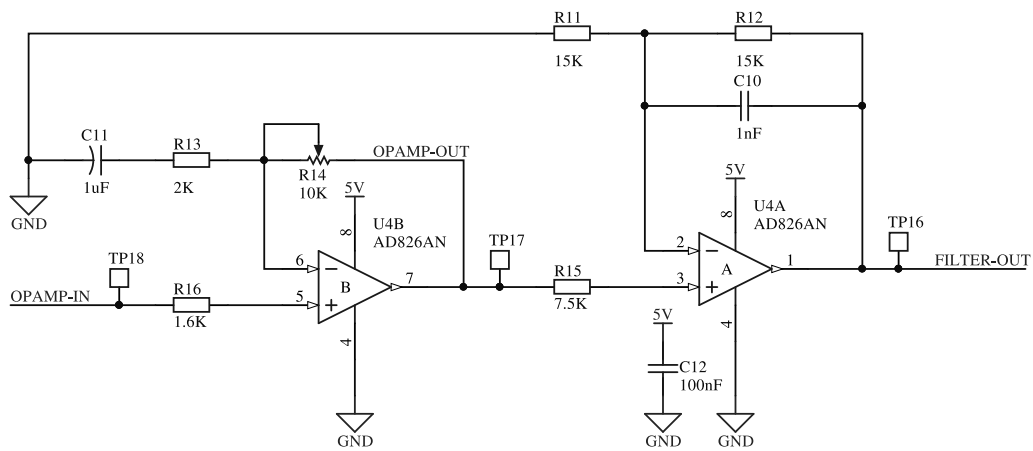 R11
15K
R12
15K
C10
1nF
C11
1uF
R13
2K
R14
10K
OPAMP-OUT
GND
5V
8
U4B
AD826AN
5V
8
U4A
AD826AN
TP16
TP18
TP17
6
5
B
7
4
OPAMP-IN
R16
1.6K
R15
7.5K
2
3
A
1
4
FILTER-OUT
5V
C12
100nF
GND
GND
GND